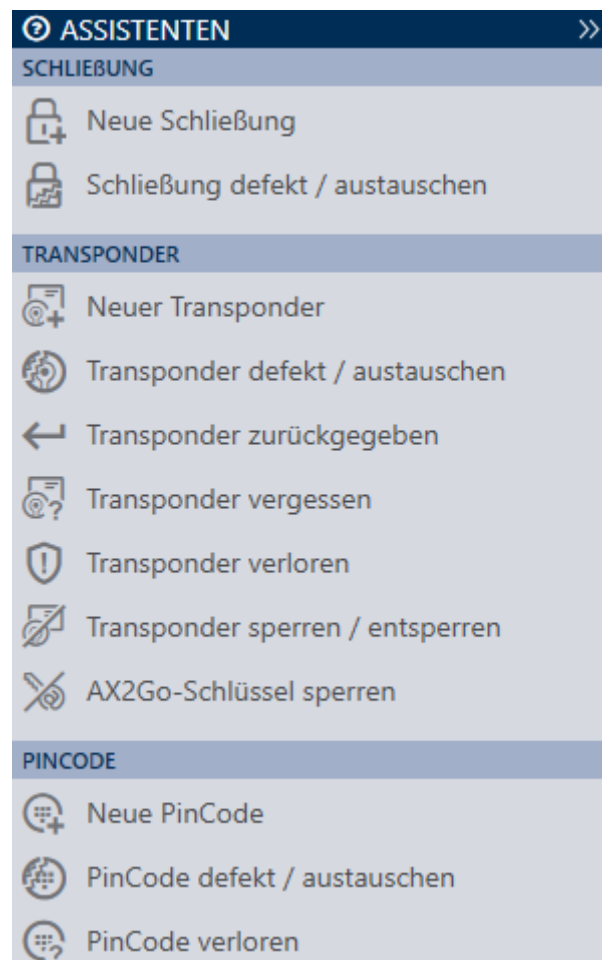 ASSISTENTEN
SCHLIEßUNG
Neue Schließung
Schließung defekt / austauschen
TRANSPONDER
Neuer Transponder
Transponder defekt / austauschen
Transponder zurückgegeben
Transponder vergessen
Transponder verloren
Transponder sperren / entsperren
AX2Go-Schlüssel sperren
PINCODE
Neue PinCode
PinCode defekt / austauschen
PinCode verloren